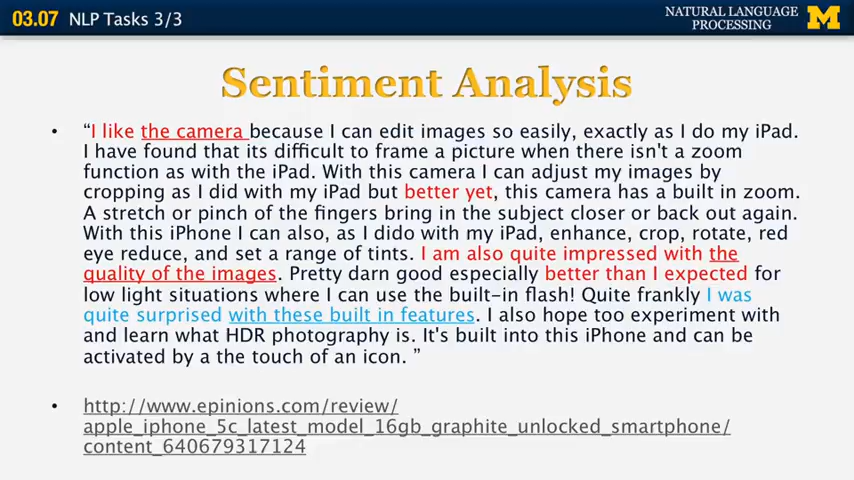 03.07 NLP Tasks 3/3
NATURAL LANGUAGE
PROCESSING
M
Sentiment Analysis
• “I like the camera because I can edit images so easily, exactly as I do my iPad.
I have found that its difficult to frame a picture when there isn't a zoom
function as with the iPad. With this camera I can adjust my images by
cropping as I did with my iPad but better yet, this camera has a built in zoom.
A stretch or pinch of the fingers bring in the subject closer or back out again.
With this iPhone I can also, as I dido with my iPad, enhance, crop, rotate, red
eye reduce, and set a range of tints. I am also quite impressed with the
quality of the images. Pretty darn good especially better than I expected for
low light situations where I can use the built-in flash! Quite frankly I was
quite surprised with these built in features. I also hope too experiment with
and learn what HDR photography is. It's built into this iPhone and can be
activated by a the touch of an icon. ”
• http://www.epinions.com/review/
apple_iphone_5c_latest_model_16gb_graphite_unlocked_smartphone/
content_640679317124